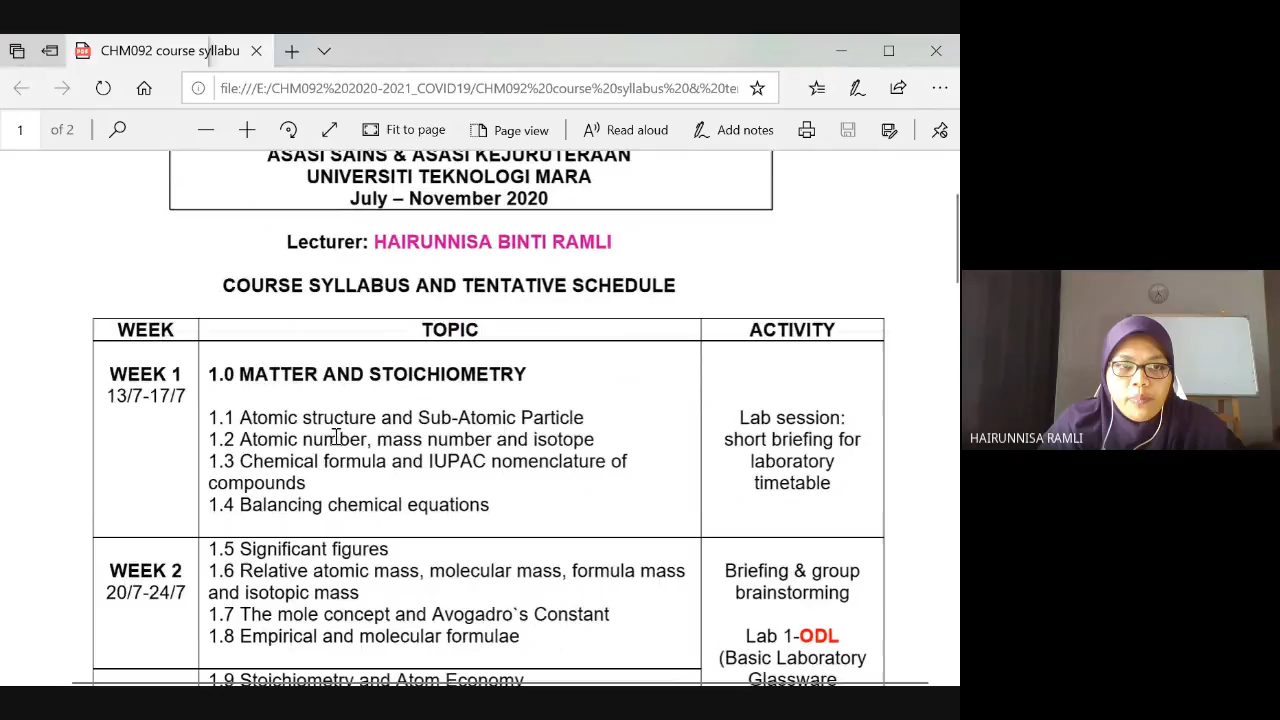 CHM092 course syllabu
file:///E:/CHM092%202020-2021_COVID19/CHM092%20course%20syllabus%20&%20ter
1 of 2
Fit to page
Page view
Read aloud
Add notes
ASASI SAINS & ASASI KEJURUTERAAN
UNIVERSITI TEKNOLOGI MARA
July – November 2020
Lecturer: HAIRUNNISA BINTI RAMLI
COURSE SYLLABUS AND TENTATIVE SCHEDULE
WEEK TOPIC ACTIVITY
WEEK 1
13/7-17/7
1.0 MATTER AND STOICHIOMETRY
1.1 Atomic structure and Sub-Atomic Particle
1.2 Atomic number, mass number and isotope
1.3 Chemical formula and IUPAC nomenclature of
compounds
1.4 Balancing chemical equations
Lab session:
short briefing for
laboratory
timetable
WEEK 2
20/7-24/7
1.5 Significant figures
1.6 Relative atomic mass, molecular mass, formula mass
and isotopic mass
1.7 The mole concept and Avogadro`s Constant
1.8 Empirical and molecular formulae
Briefing & group
brainstorming
Lab 1-ODL
(Basic Laboratory
Glassware
1.9 Stoichiometry and Atom Economy
HAIRUNNISA RAMLI